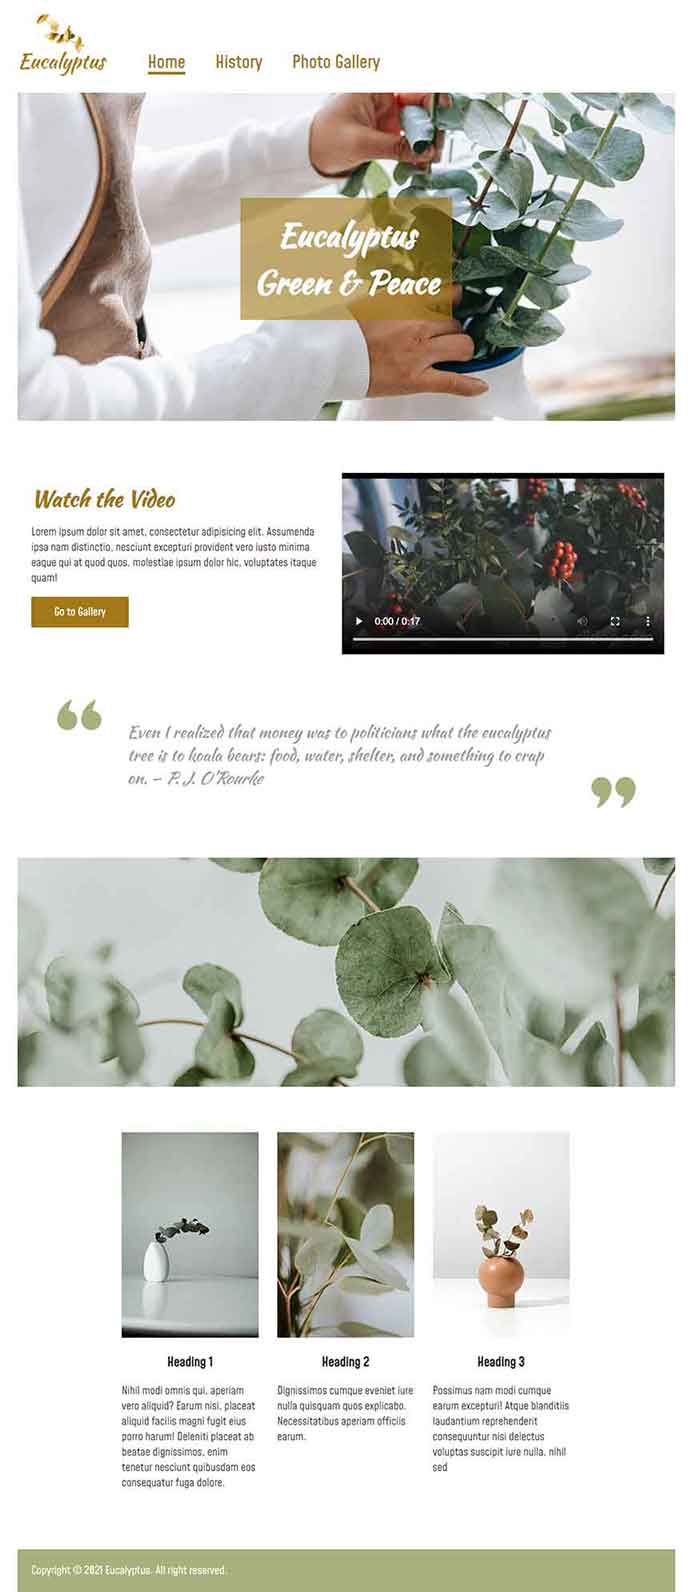 Eucalyptus
Home History Photo Gallery
Eucalyptus
Green & Peace
Watch the Video
Lorem ipsum dolor sit amet, consectetur adipisicing elit. Assumenda
ipsa nam distinctio, nesciunt excepturi provident vero iusto minima
eaque qui at quod quos, molestiae ipsum dolor hic, voluptates itaque
quam!
Go to Gallery
0:00 / 0:17
Even I realized that money was to politicians what the eucalyptus
tree is to koala bears: food, water, shelter, and something to crap
on. – P. J. O'Rourke
Heading 1
Nihil modi omnis qui, aperiam
vero aliquid? Earum nisi, placeat
aliquid facilis magni fugit eius
porro harum! Deleniti placeat ab
beatae dignissimos, enim
tenetur nesciunt quibusdam eos
consequatur fuga dolore.
Heading 2
Dignissimos cumque eveniet iure
nulla quisquam quos explicabo.
Necessitatibus aperiam officiis
earum.
Heading 3
Possimus nam modi cumque
earum excepturi! Atque blanditiis
laudantium reprehenderit
consequuntur nisi delectus
voluptas suscipit iure nulla, nihil
sed
Copyright © 2021 Eucalyptus. All right reserved.